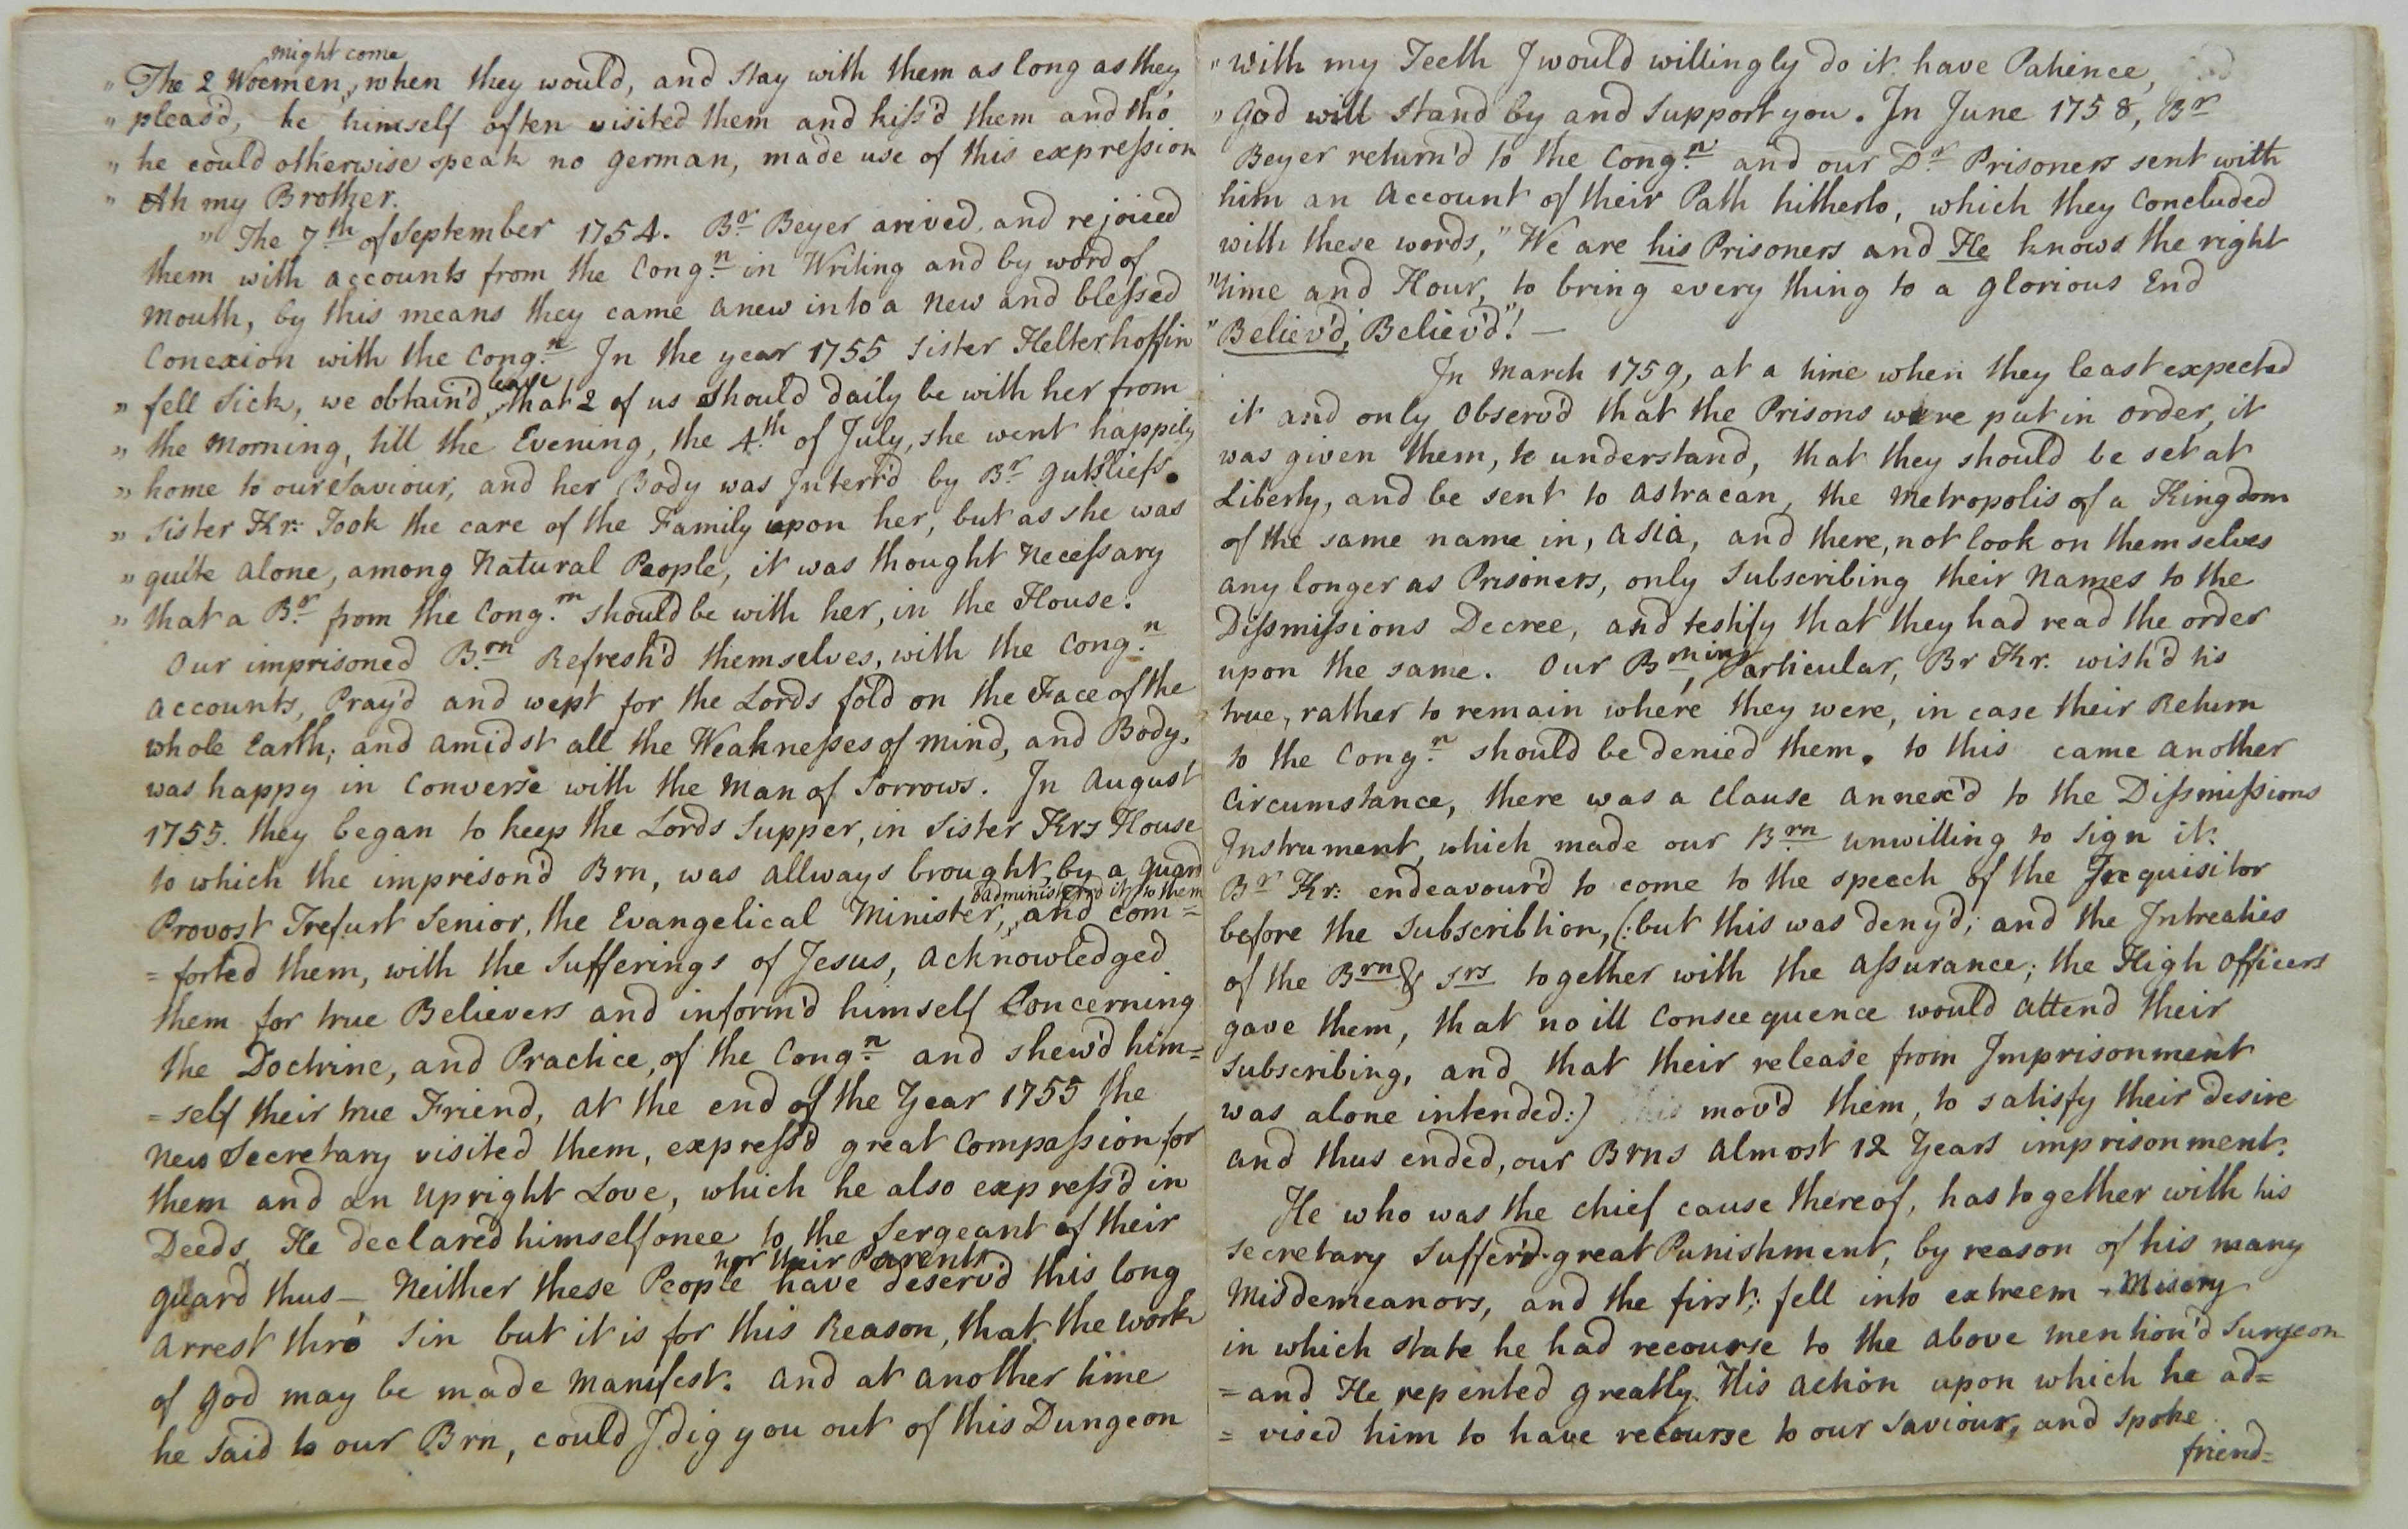 might come
" The 2 Woemen, when they would, and stay with them as long as they
" pleas'd, he himself often visited them and kiss'd them and tho'
" he could otherwise speak no german, made use of this expression
" Ah my Brother.
" The 7th of September 1754. Br. Beyer arived, and rejoiced
them with accounts from the Cong.n in Writing and by word of
Mouth, by this means they came anew into a new and blessed
Conexion with the Cong.n In the year 1755 Sister Helterhoffin
leave
" fell Sick, we obtain'd, that 2 of us should daily be with her from
" the Morning, till the Evening, the 4.th of July, she went happily
" home to our Saviour, and her Body was Interr'd by Br Gutsliefs.
" Sister Kr: Took the care of the Family upon her, but as she was
" quite alone, among Natural People, it was thought Necessary
" that a Br. from the Cong.n should be with her, in the House.
Our imprisoned B.rn Refresh'd themselves, with the Cong.n
accounts, Pray'd and wept for the Lords fold on the Face of the
whole Earth; and amidst all the Weaknesses of mind, and Body,
was happy in Converse with the Man of Sorrows. In August
1755. they began to keep the Lords Supper, in Sister Krs House
to which the imprison'd Brn, was allways brought, by a guard
administerd it to them
Provost Trefurt Senior, the Evangelical Minister, and com=
=forted them, with the Sufferings of Jesus, acknowledged
them for true Believers and inform'd himself Concerning
the Doctrine, and Practice, of the Cong.n and shew'd him=
=self their true Friend, at the end of the Year 1755 the
New Secretary visited them, express'd great Compassion for
them and an upright Love, which he also express'd in
Deeds, He declared himself once to the Sergeant of their
nor their Parents
guard thus — Neither these People have deserv'd this long
arrest thro' Sin but it is for this Reason, that the work
of God may be made Manifest: and at another time
he said to our Brn, could I dig you out of this Dungeon
" with my Teeth I would willingly do it have Patience,
" God will stand by and support you. In June 1758, Br
Beyer return'd to the Cong.n and our Dr. Prisoners sent with
him an account of their Path hitherto, which they Concluded
with these words, " We are his Prisoners and He knows the right
" time and Hour, to bring every thing to a glorious End
" Believ'd, Believ'd"! —
In March 1759, at a time when they least expected
it and only observ'd that the Prisons were put in order, it
was given them, to understand, that they should be set at
Liberty, and be sent to Astracan, the Metropolis of a Kingdom
of the same name in, Asia, and there, not look on themselves
any longer as Prisoners, only Subscribing their Names to the
Dissmissions Decree, and testify that they had read the order
upon the same. Our Brn, in Particular, Br Kr. wish'd tis
true, rather to remain where they were, in case their Return
to the Cong.n should be denied them. to this came another
Circumstance, there was a Clause annex'd to the Dissmissions
Instrument, which made our Brn unwilling to Sign it:
Br Kr: endeavour'd to come to the speech of the Inquisitor
before the Subscribtion, (: but this was deny'd; and the Intreaties
of the Brn & Srs together with the assurance; the High Officers
gave them, that no ill Conseequence would attend their
Subscribing, and that their release from Imprisonment
was alone intended:) this mov'd them, to satisfy their desire
and thus ended, our Brns almost 12 Years imprisonment.
He who was the chief cause thereof, has together with his
Secretary Suffer'd great Punishment, by reason of his many
Misdemeanors, and the first; fell into extreem Misery
in which state he had recourse to the above mention'd Surgeon
= and He repented greatly His action upon which he ad=
= vised him to have recourse to our Saviour, and spoke
friend=